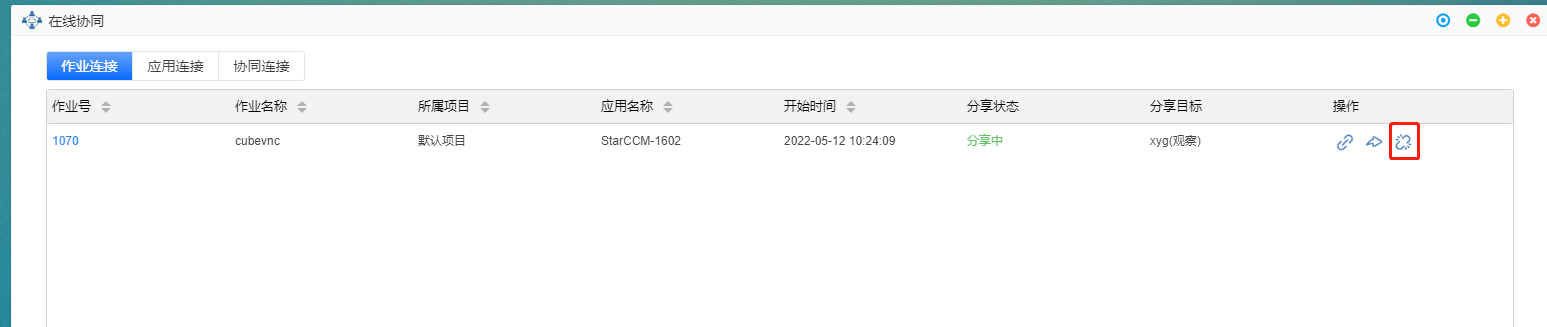 在线协同
作业连接 应用连接 协同连接
作业号 作业名称 所属项目 应用名称 开始时间 分享状态 分享目标 操作
1070 cubevnc 默认项目 StarCCM-1602 2022-05-12 10:24:09 分享中 xyg(观察)